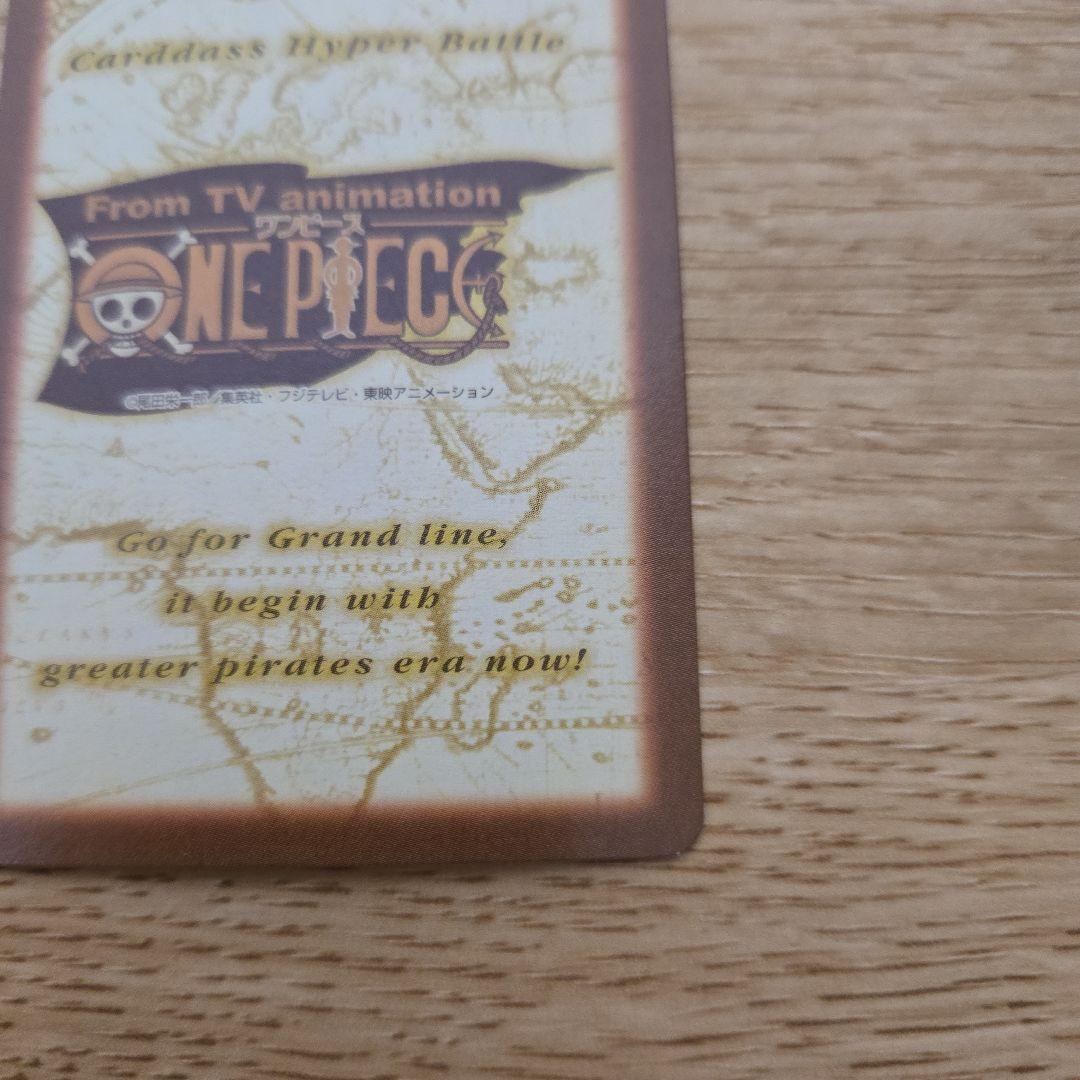 Carddass Hyper Battle
From TV animation
ワンピース
ONE PIECE
©尾田栄一郎／集英社・フジテレビ・東映アニメーション
Go for Grand line,
it begin with
greater pirates era now!